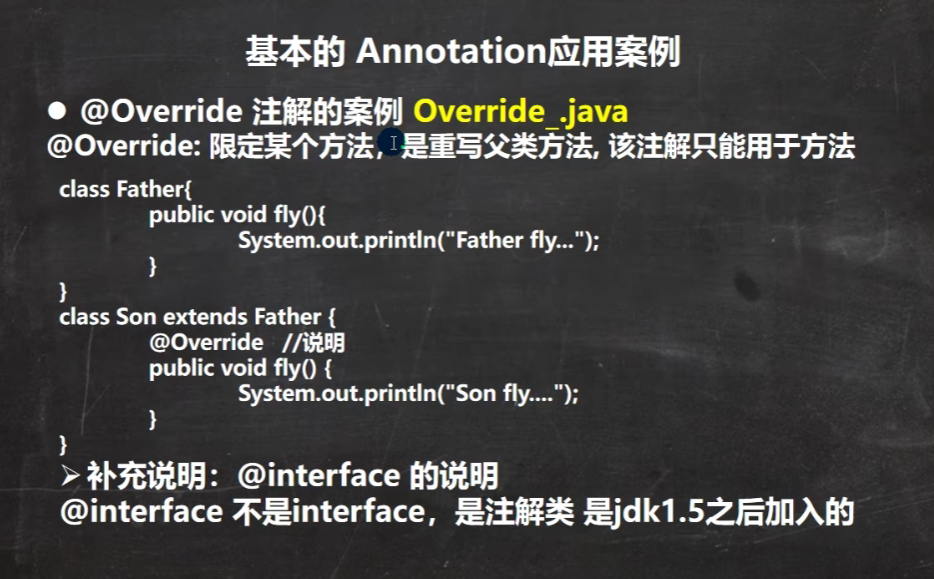 基本的 Annotation应用案例
● @Override 注解的案例 Override_.java
@Override: 限定某个方法，是重写父类方法, 该注解只能用于方法
class Father{
public void fly(){
System.out.println("Father fly...");
}
}
class Son extends Father {
@Override //说明
public void fly() {
System.out.println("Son fly....");
}
}
➢ 补充说明：@interface 的说明
@interface 不是interface，是注解类 是jdk1.5之后加入的